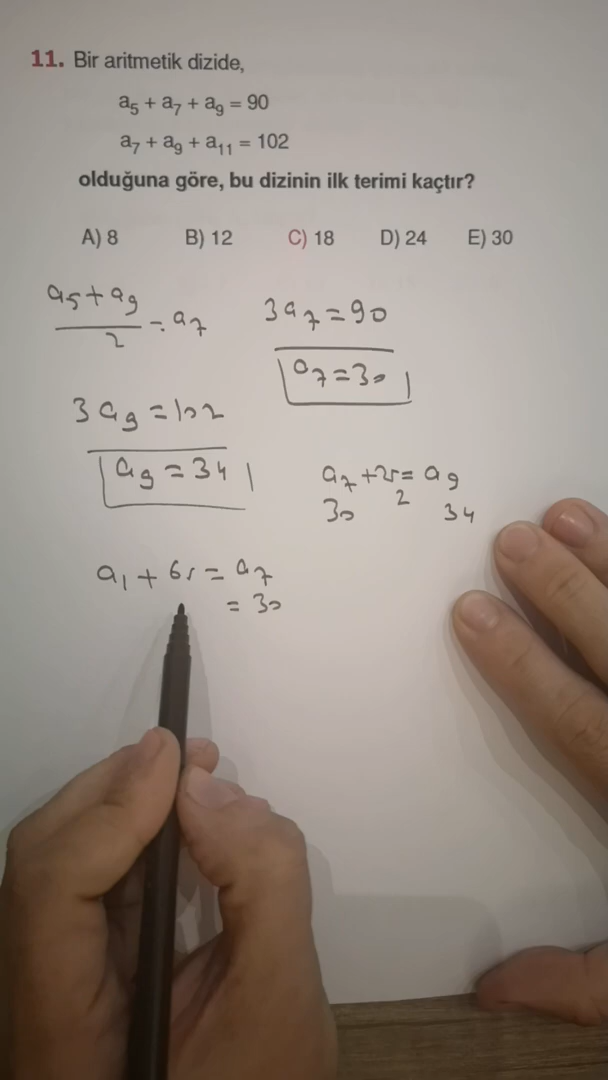 11. Bir aritmetik dizide,
a₅ + a₇ + a₉ = 90
a₇ + a₉ + a₁₁ = 102
olduğuna göre, bu dizinin ilk terimi kaçtır?
A) 8 B) 12 C) 18 D) 24 E) 30
a₅ + a₉ / 2 = a₇
3a₇ = 90
a₇ = 30
3a₉ = 102
a₉ = 34
a₇ + 2r = a₉
30 2 34
a₁ + 6r = a₇
= 30